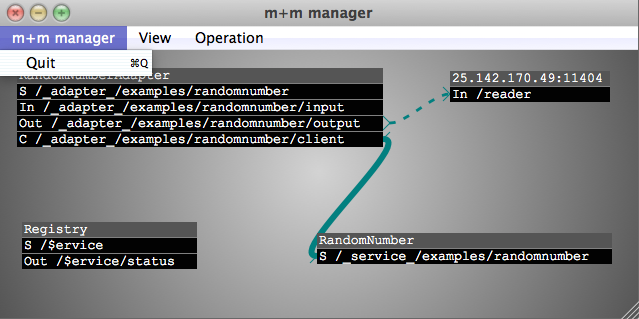 m+m manager
m+m manager View Operation
Quit ⌘Q
RandomNumberAdapter
S /_adapter_/examples/randomnumber
In /_adapter_/examples/randomnumber/input
Out /_adapter_/examples/randomnumber/output
C /_adapter_/examples/randomnumber/client
25.142.170.49:11404
In /reader
Registry
S /$ervice
Out /$ervice/status
RandomNumber
S /_service_/examples/randomnumber